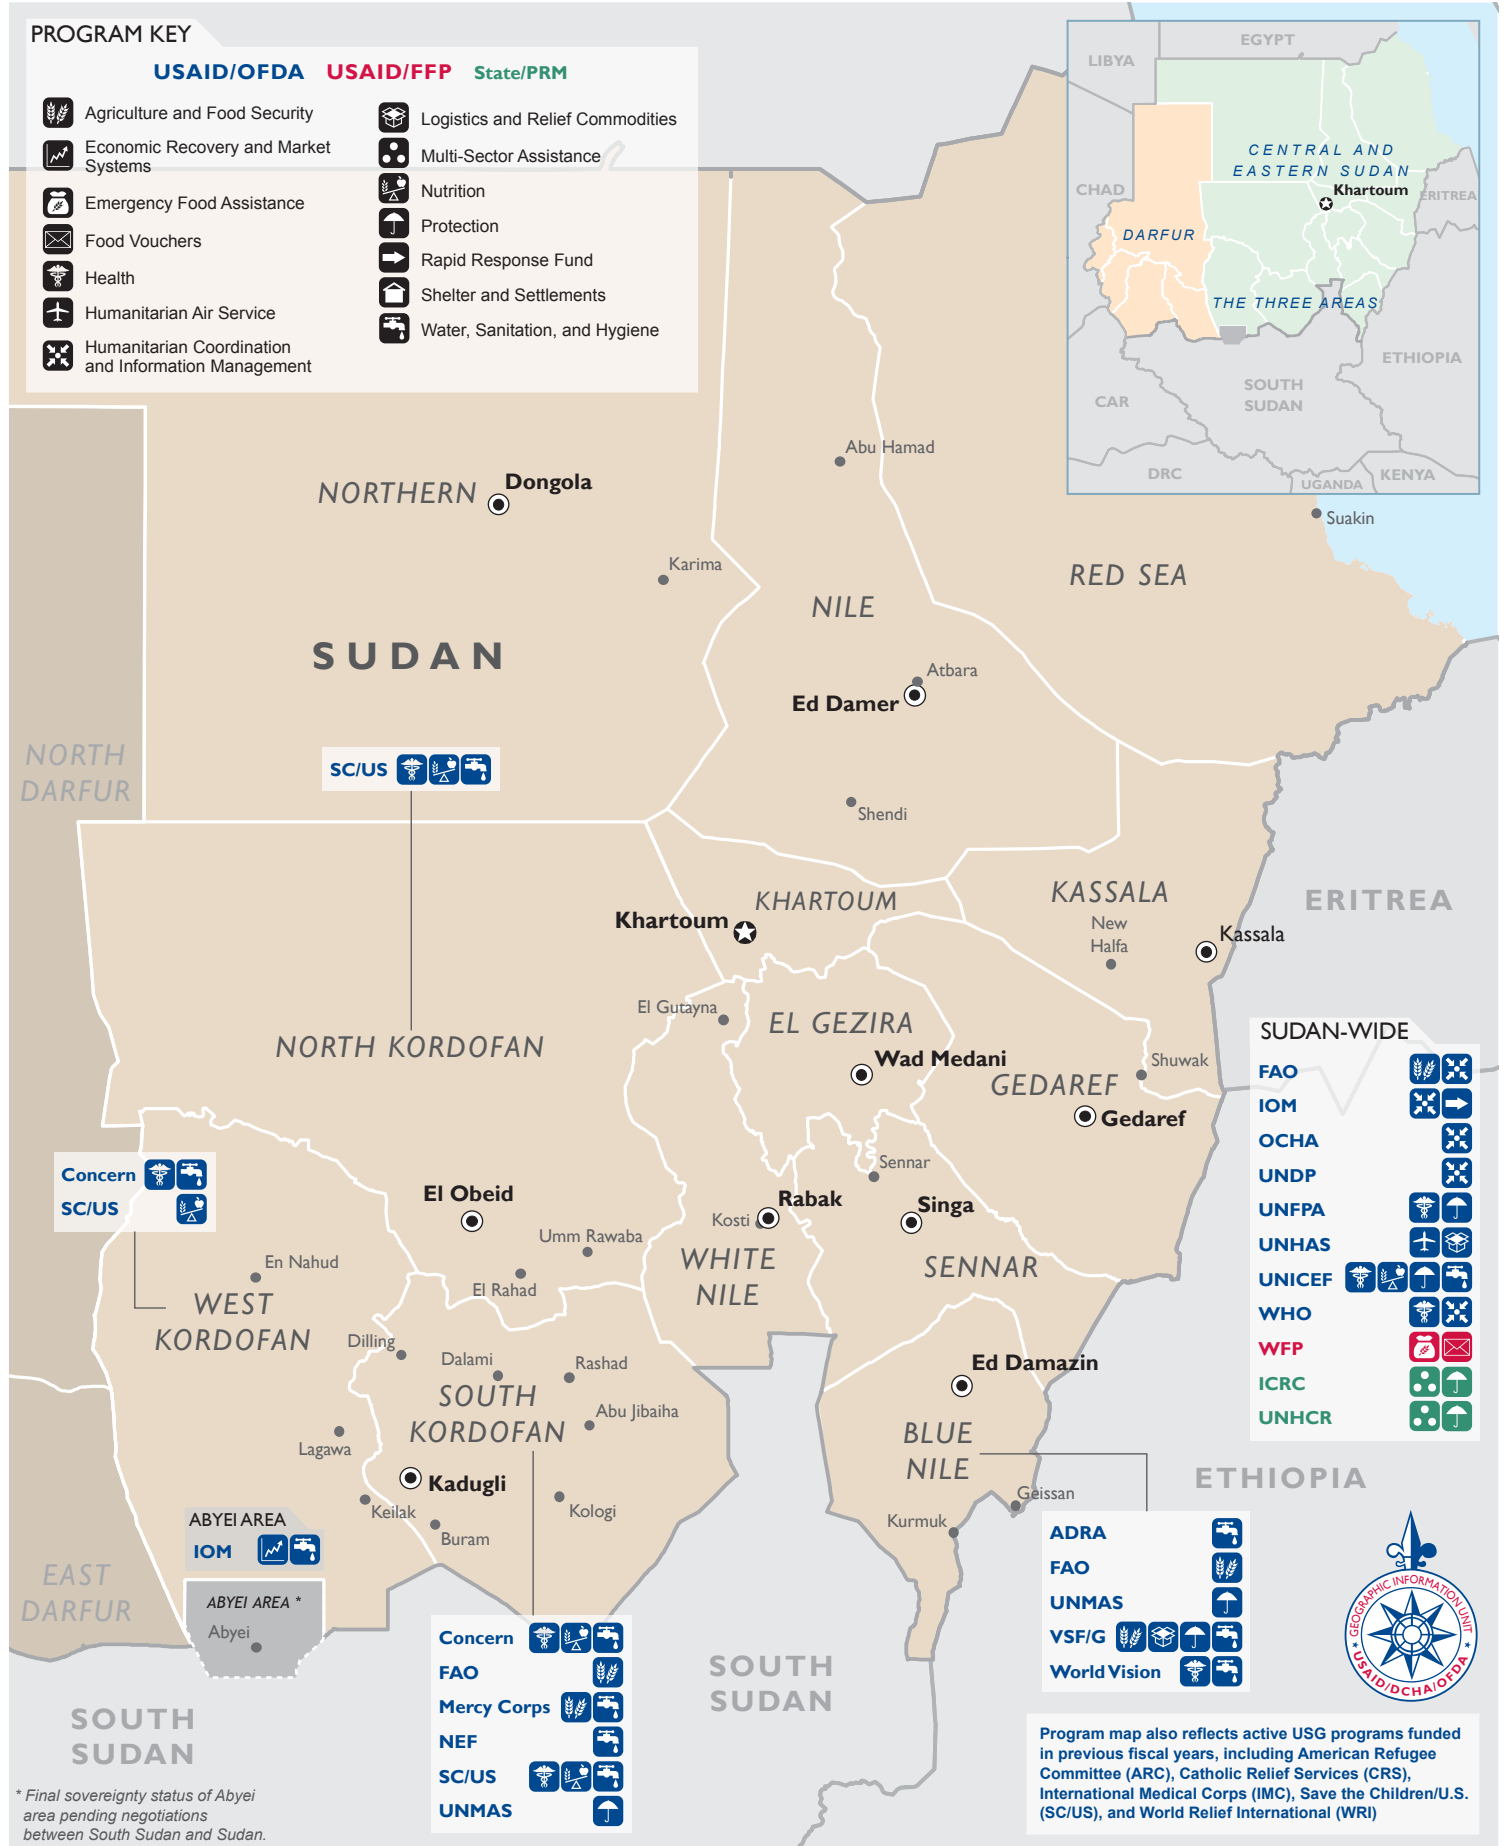 PROGRAM KEY
USAID/OFDA USAID/FFP State/PRM
Agriculture and Food Security
Economic Recovery and Market
Systems
Emergency Food Assistance
Food Vouchers
Health
Humanitarian Air Service
Humanitarian Coordination
and Information Management
Logistics and Relief Commodities
Multi-Sector Assistance
Nutrition
Protection
Rapid Response Fund
Shelter and Settlements
Water, Sanitation, and Hygiene
EGYPT
LIBYA
CENTRAL AND
EASTERN SUDAN
CHAD
Khartoum
ERITREA
DARFUR
THE THREE AREAS
ETHIOPIA
SOUTH
SUDAN
CAR
DRC
UGANDA
KENYA
Abu Hamad
NORTHERN
Dongola
Suakin
Karima
RED SEA
NILE
SUDAN
Atbara
Ed Damer
NORTH
DARFUR
SC/US
Shendi
KHARTOUM
KASSALA
ERITREA
Khartoum
New
Halfa
Kassala
El Gutayna
EL GEZIRA
NORTH KORDOFAN
Wad Medani
GEDAREF
Shuwak
Gedaref
SUDAN-WIDE
FAO
IOM
OCHA
UNDP
UNFPA
UNHAS
UNICEF
WHO
WFP
ICRC
UNHCR
Concern
SC/US
Sennar
El Obeid
Rabak
Singa
Kosti
Umm Rawaba
WHITE
NILE
SENNAR
En Nahud
El Rahad
WEST
KORDOFAN
Dilling
Dalami
Rashad
Ed Damazin
SOUTH
KORDOFAN
Abu Jibaiha
BLUE
NILE
Lagawa
Kadugli
ETHIOPIA
Keilak
Kologi
Geissan
Buram
Kurmuk
ABYEI AREA
IOM
EAST
DARFUR
ABYEI AREA *
Abyei
ADRA
FAO
UNMAS
VSF/G
World Vision
GEOGRAPHIC INFORMATION UNIT
USAID/DCHA/OFDA
Concern
FAO
Mercy Corps
NEF
SC/US
UNMAS
SOUTH
SUDAN
SOUTH
SUDAN
Program map also reflects active USG programs funded
in previous fiscal years, including American Refugee
Committee (ARC), Catholic Relief Services (CRS),
International Medical Corps (IMC), Save the Children/U.S.
(SC/US), and World Relief International (WRI)
* Final sovereignty status of Abyei
area pending negotiations
between South Sudan and Sudan.